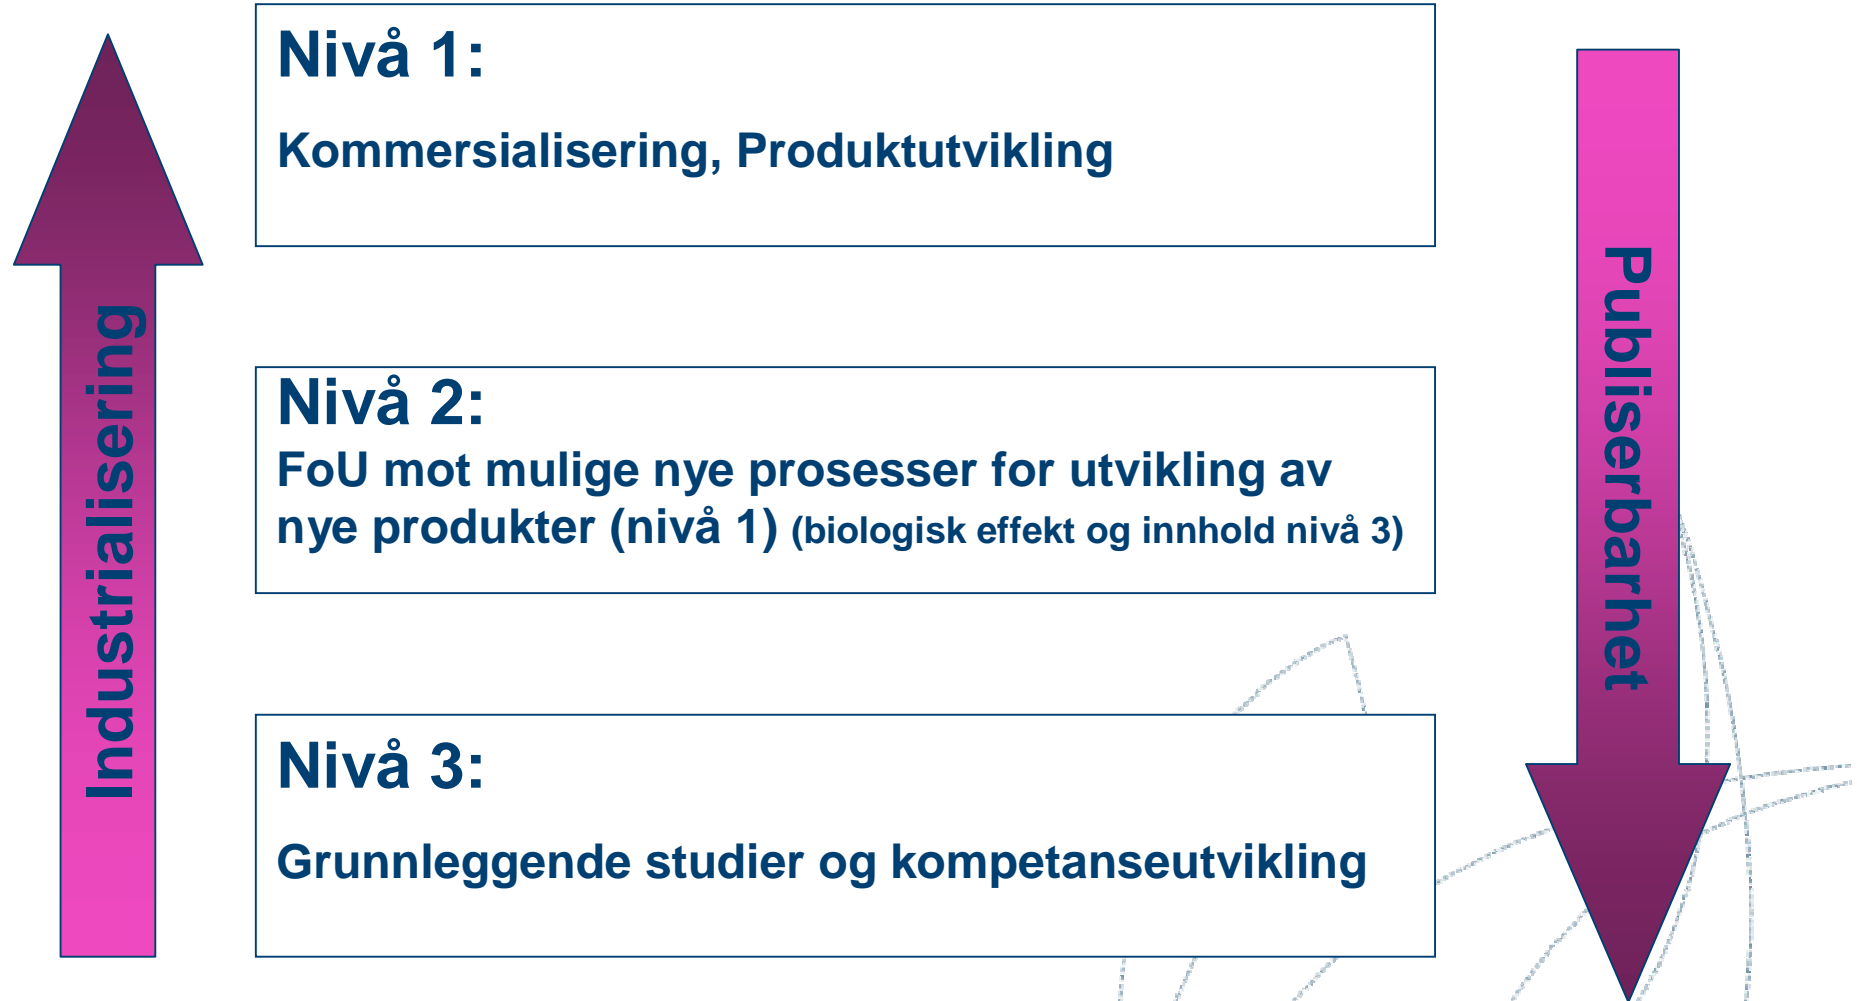 Industrialisering
Nivå 1:
Kommersialisering, Produktutvikling
Nivå 2:
FoU mot mulige nye prosesser for utvikling av
nye produkter (nivå 1) (biologisk effekt og innhold nivå 3)
Nivå 3:
Grunnleggende studier og kompetanseutvikling
Publiserbarhet